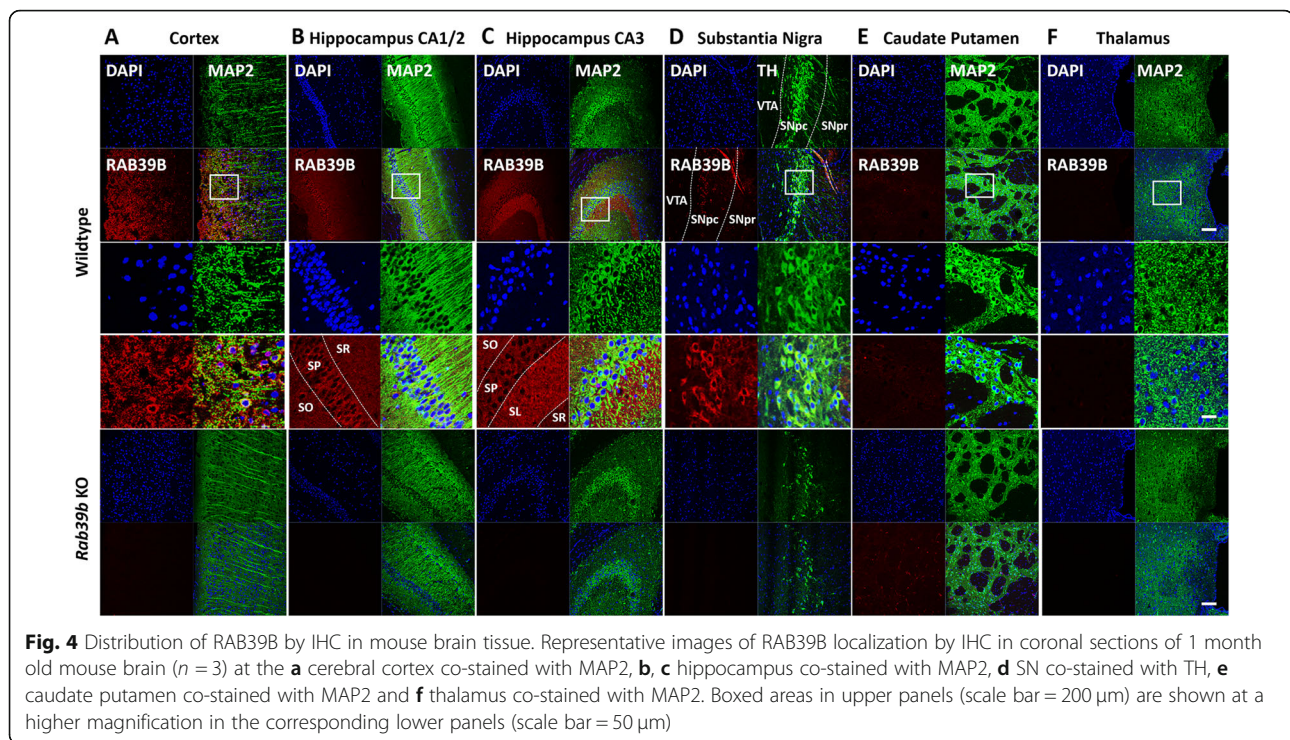 A Cortex B Hippocampus CA1/2 C Hippocampus CA3 D Substantia Nigra E Caudate Putamen F Thalamus
DAPI MAP2 DAPI MAP2 DAPI MAP2 DAPI TH DAPI MAP2 DAPI MAP2
VTA SNpc SNpr
RAB39B RAB39B RAB39B RAB39B RAB39B RAB39B
VTA SNpc SNpr
Wildtype
SR SP SO
SO SP SL SR
Rab39b KO
Fig. 4 Distribution of RAB39B by IHC in mouse brain tissue. Representative images of RAB39B localization by IHC in coronal sections of 1 month
old mouse brain (n = 3) at the a cerebral cortex co-stained with MAP2, b, c hippocampus co-stained with MAP2, d SN co-stained with TH, e
caudate putamen co-stained with MAP2 and f thalamus co-stained with MAP2. Boxed areas in upper panels (scale bar = 200 μm) are shown at a
higher magnification in the corresponding lower panels (scale bar = 50 μm)